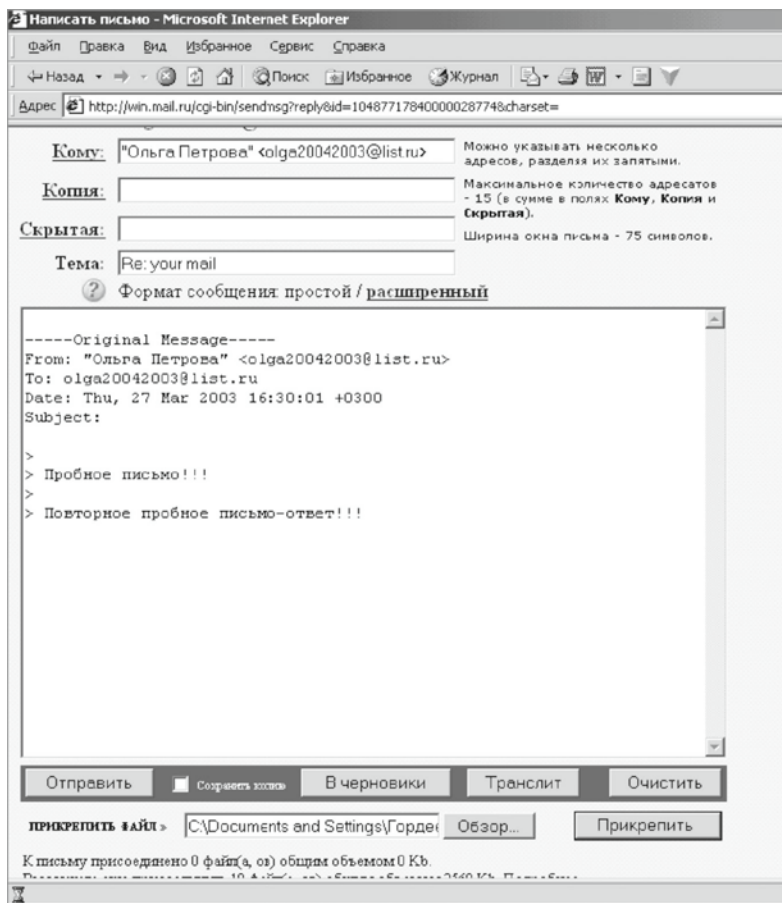 Написать письмо - Microsoft Internet Explorer
Файл Правка Вид Избранное Сервис Справка
Назад Поиск Избранное Журнал
Адрес http://win.mail.ru/cgi-bin/sendmsg?reply&id=10487717840000028774&charset=
Кому: "Ольга Петрова" <olga20042003@list.ru> Можно указывать несколько
адресов, разделяя их запятыми.
Копия: Максимальное количество адресатов
- 15 (в сумме в полях Кому, Копия и
Скрытая).
Скрытая: Ширина окна письма - 75 символов.
Тема: Re: your mail
Формат сообщения: простой / расширенный
-----Original Message-----
From: "Ольга Петрова" <olga20042003@list.ru>
To: olga20042003@list.ru
Date: Thu, 27 Mar 2003 16:30:01 +0300
Subject:
>
> Пробное письмо!!!
>
> Повторное пробное письмо-ответ!!!
Отправить Сохранить копию В черновики Транслит Очистить
ПРИКРЕПИТЬ ФАЙЛ » C:\Documents and Settings\Гордее Обзор... Прикрепить
К письму присоединено 0 файл(а, ов) общим объемом 0 Kb.